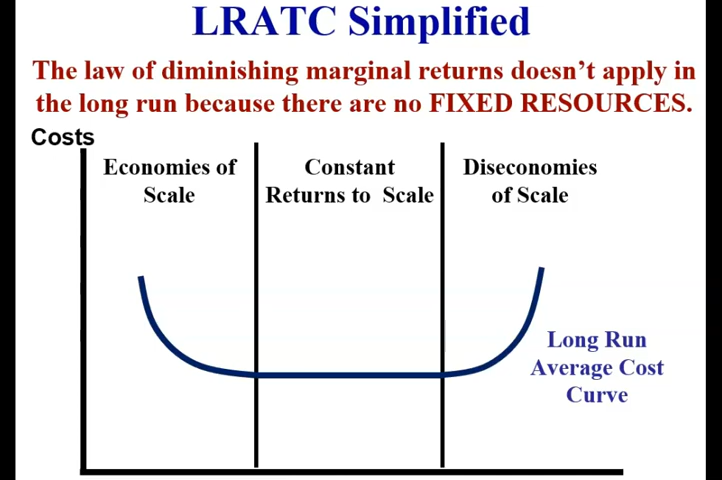 LRATC Simplified
The law of diminishing marginal returns doesn't apply in
the long run because there are no FIXED RESOURCES.
Costs
Economies of
Scale
Constant
Returns to Scale
Diseconomies
of Scale
Long Run
Average Cost
Curve